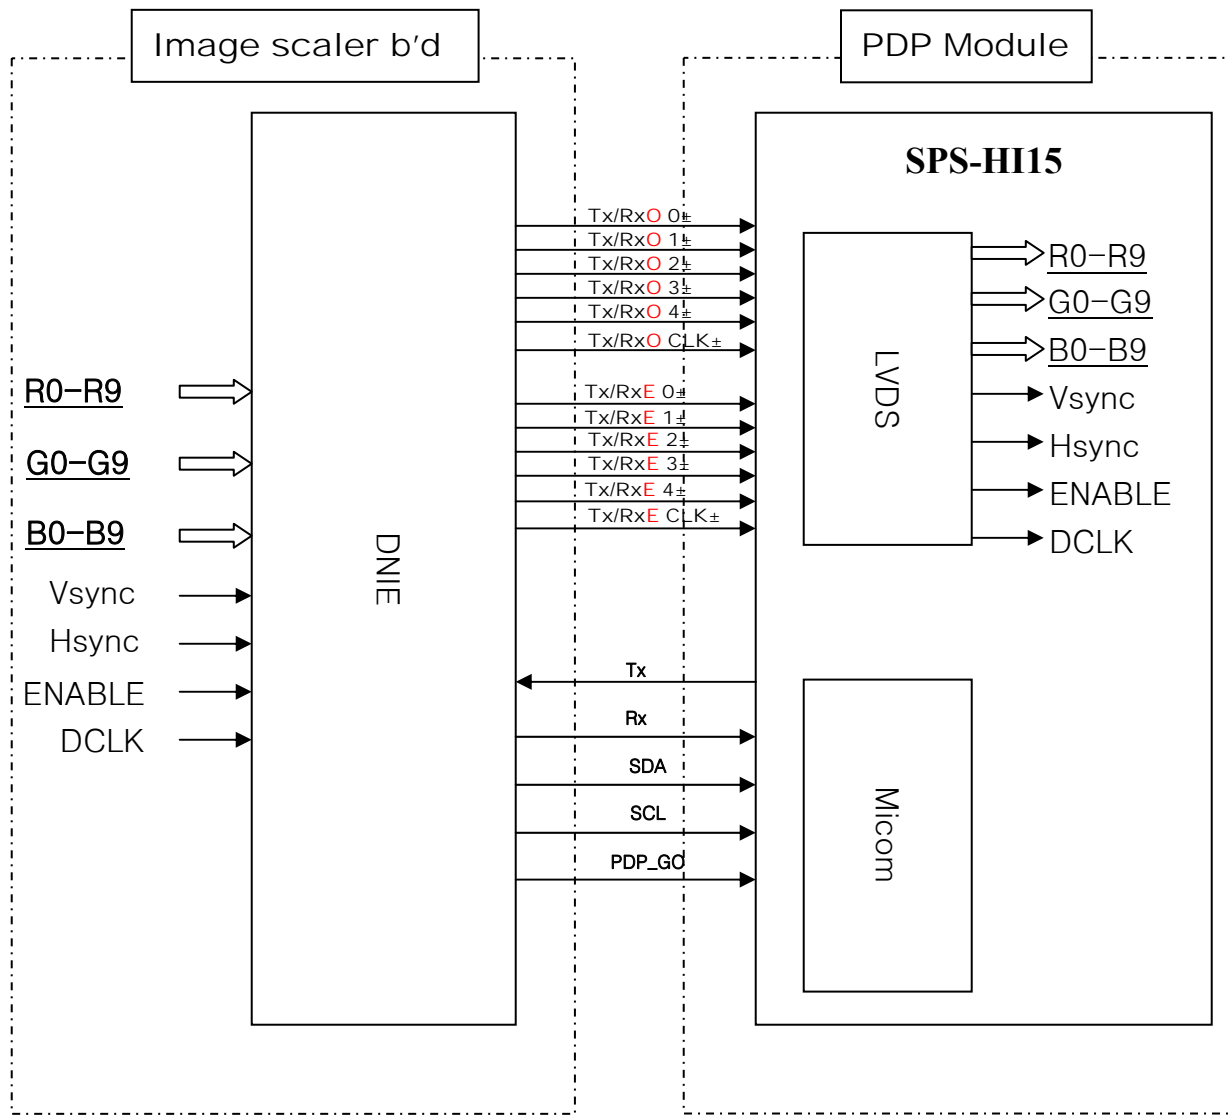 Image scaler b'd
PDP Module
SPS-HI15
Tx/RxO 0±
Tx/RxO 1±
Tx/RxO 2±
Tx/RxO 3±
Tx/RxO 4±
Tx/RxO CLK±
Tx/RxE 0±
Tx/RxE 1±
Tx/RxE 2±
Tx/RxE 3±
Tx/RxE 4±
Tx/RxE CLK±
R0-R9
G0-G9
B0-B9
Vsync
Hsync
ENABLE
DCLK
DNIE
Tx
Rx
SDA
SCL
PDP_GO
LVDS
R0-R9
G0-G9
B0-B9
Vsync
Hsync
ENABLE
DCLK
Micom